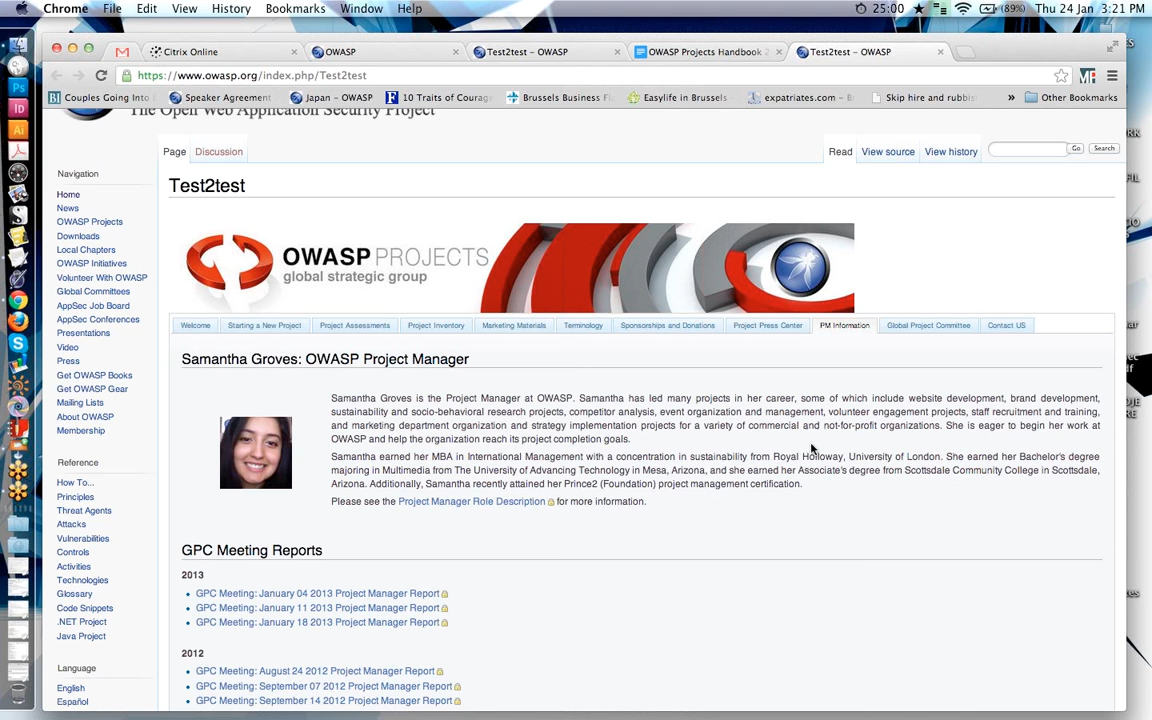 Chrome File Edit View History Bookmarks Window Help 25:00 (89%) Thu 24 Jan 3:21 PM
Citrix Online OWASP Test2test – OWASP OWASP Projects Handbook 2 Test2test – OWASP
https://www.owasp.org/index.php/Test2test
Couples Going Into Speaker Agreement Japan – OWASP 10 Traits of Courag Brussels Business Fl Easylife in Brussels expatriates.com – B Skip hire and rubbis » Other Bookmarks
The Open Web Application Security Project
Page Discussion Read View source View history Go Search
Test2test
OWASP PROJECTS
global strategic group
Welcome Starting a New Project Project Assessments Project Inventory Marketing Materials Terminology Sponsorships and Donations Project Press Center PM Information Global Project Committee Contact US
Samantha Groves: OWASP Project Manager
Samantha Groves is the Project Manager at OWASP. Samantha has led many projects in her career, some of which include website development, brand development,
sustainability and socio-behavioral research projects, competitor analysis, event organization and management, volunteer engagement projects, staff recruitment and training,
and marketing department organization and strategy implementation projects for a variety of commercial and not-for-profit organizations. She is eager to begin her work at
OWASP and help the organization reach its project completion goals.
Samantha earned her MBA in International Management with a concentration in sustainability from Royal Holloway, University of London. She earned her Bachelor's degree
majoring in Multimedia from The University of Advancing Technology in Mesa, Arizona, and she earned her Associate's degree from Scottsdale Community College in Scottsdale,
Arizona. Additionally, Samantha recently attained her Prince2 (Foundation) project management certification.
Please see the Project Manager Role Description for more information.
GPC Meeting Reports
2013
GPC Meeting: January 04 2013 Project Manager Report
GPC Meeting: January 11 2013 Project Manager Report
GPC Meeting: January 18 2013 Project Manager Report
2012
GPC Meeting: August 24 2012 Project Manager Report
GPC Meeting: September 07 2012 Project Manager Report
GPC Meeting: September 14 2012 Project Manager Report
Navigation
Home
News
OWASP Projects
Downloads
Local Chapters
OWASP Initiatives
Volunteer With OWASP
Global Committees
AppSec Job Board
AppSec Conferences
Presentations
Video
Press
Get OWASP Books
Get OWASP Gear
Mailing Lists
About OWASP
Membership
Reference
How To...
Principles
Threat Agents
Attacks
Vulnerabilities
Controls
Activities
Technologies
Glossary
Code Snippets
.NET Project
Java Project
Language
English
Español